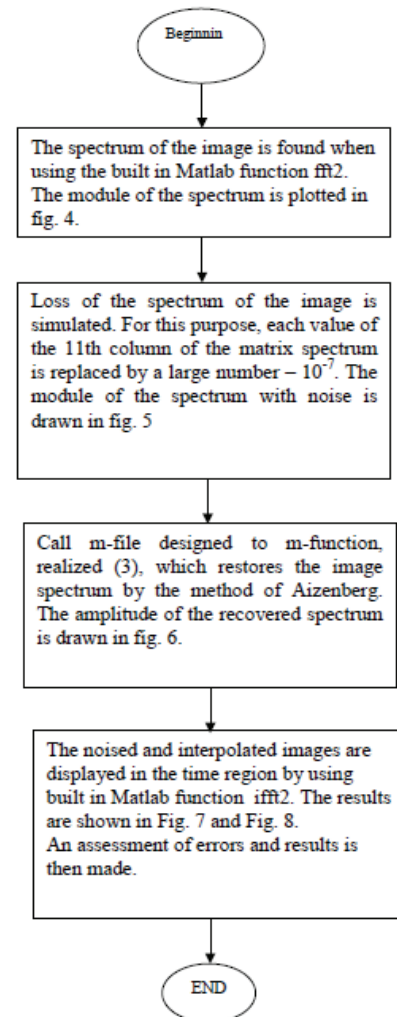 Beginnin
The spectrum of the image is found when
using the built in Matlab function fft2.
The module of the spectrum is plotted in
fig. 4.
Loss of the spectrum of the image is
simulated. For this purpose, each value of
the 11th column of the matrix spectrum
is replaced by a large number – 10⁻⁷. The
module of the spectrum with noise is
drawn in fig. 5
Call m-file designed to m-function,
realized (3), which restores the image
spectrum by the method of Aizenberg.
The amplitude of the recovered spectrum
is drawn in fig. 6.
The noised and interpolated images are
displayed in the time region by using
built in Matlab function ifft2. The results
are shown in Fig. 7 and Fig. 8.
An assessment of errors and results is
then made.
END